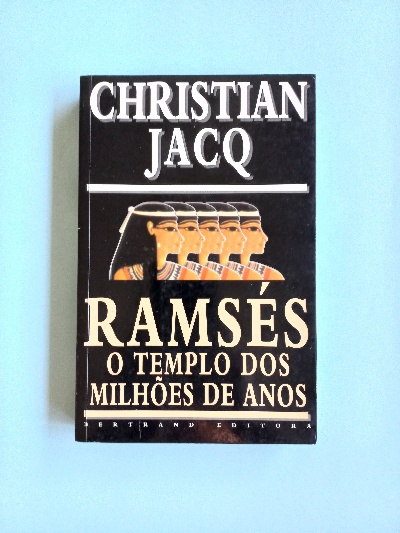 CHRISTIAN
JACQ
RAMSÉS
O TEMPLO DOS
MILHÕES DE ANOS
BERTRAND EDITORA